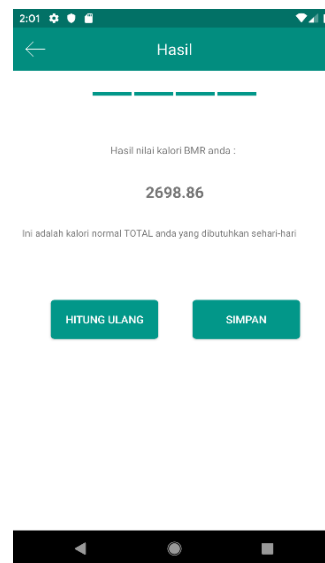 2:01
Hasil
Hasil nilai kalori BMR anda :
2698.86
Ini adalah kalori normal TOTAL anda yang dibutuhkan sehari-hari
HITUNG ULANG
SIMPAN